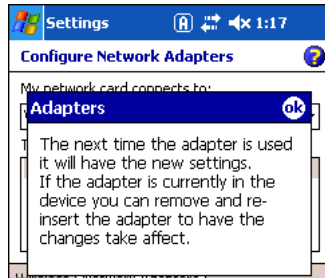 Settings
A
1:17
Configure Network Adapters
?
My network card connects to:
Adapters
ok
The next time the adapter is used
it will have the new settings.
If the adapter is currently in the
device you can remove and re-
insert the adapter to have the
changes take affect.